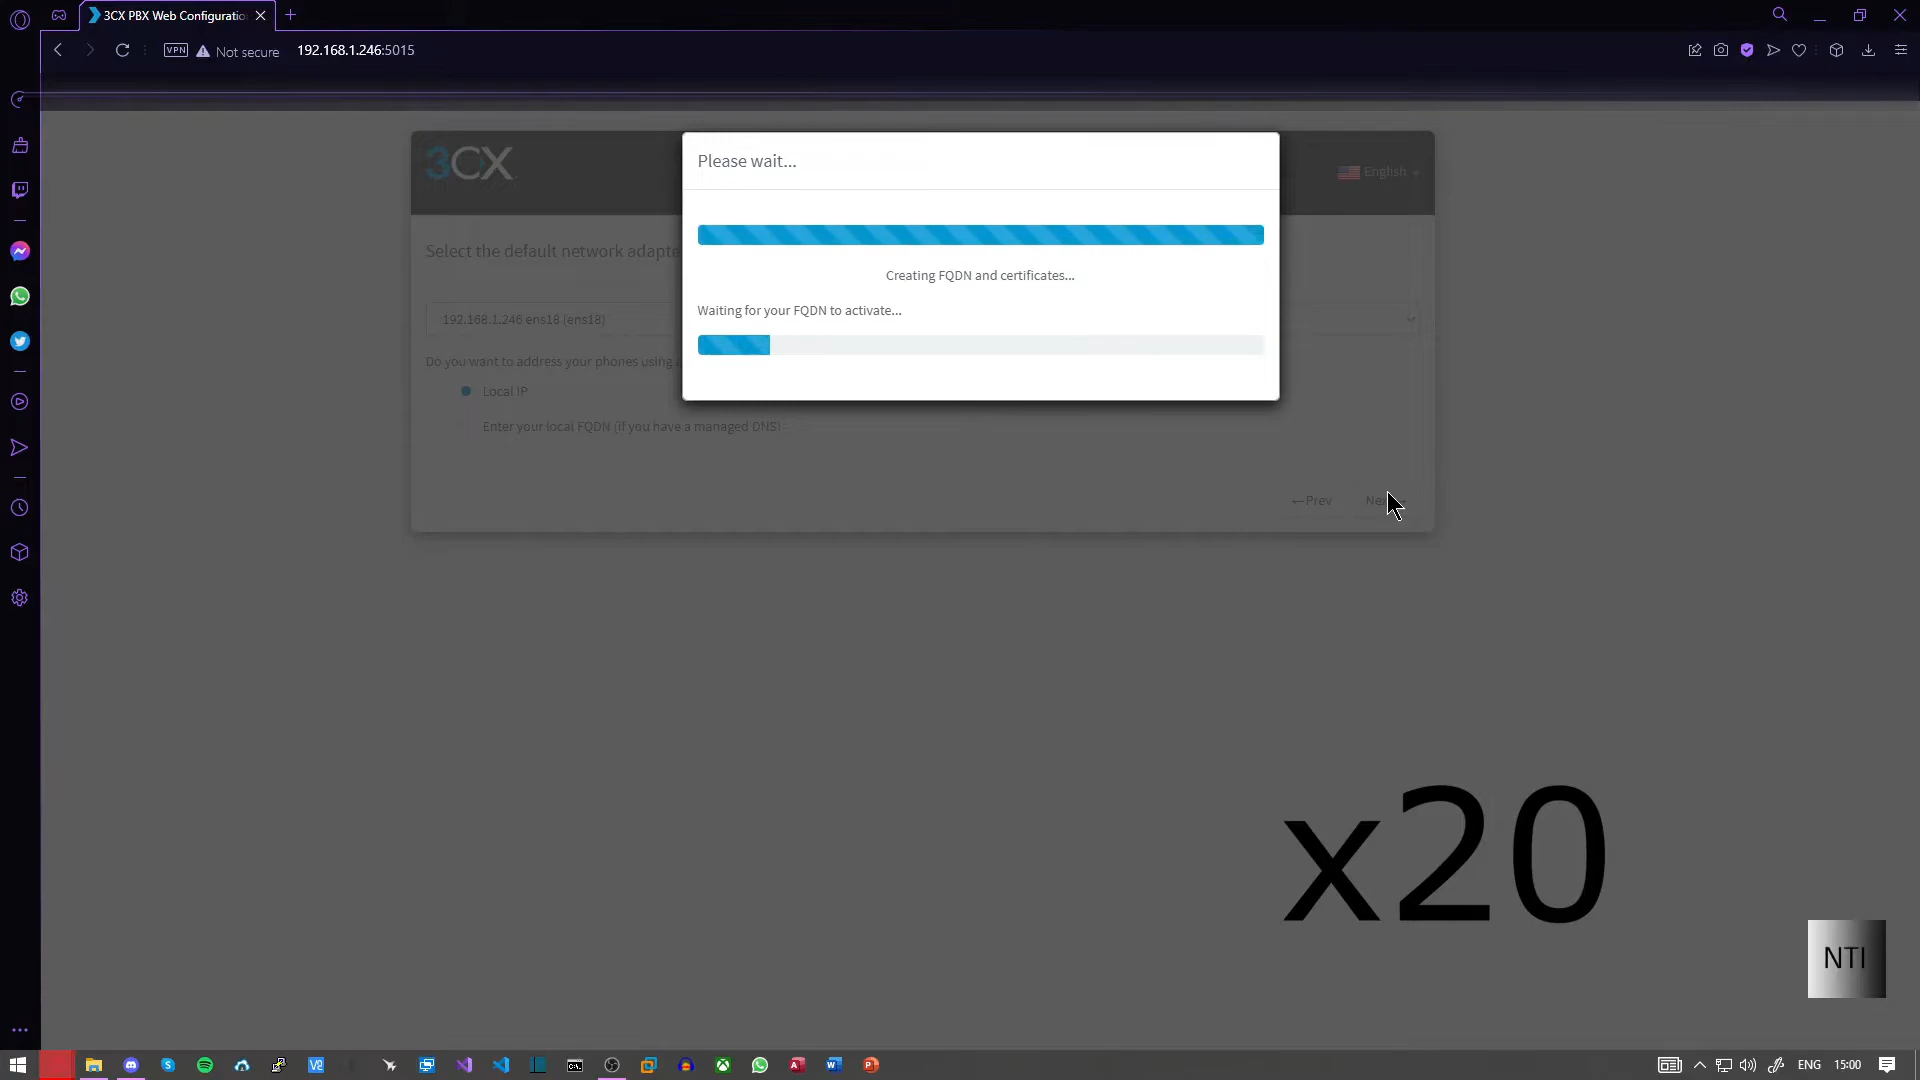 3CX PBX Web Configuratio
VPN
Not secure
192.168.1.246:5015
3CX
English
Please wait...
Creating FQDN and certificates...
Waiting for your FQDN to activate...
Select the default network adapte
192.168.1.246 ens18 (ens18)
Do you want to address your phones using
Local IP
Enter your local FQDN (if you have a managed DNS)
Prev
Nex
x20
NTI
ENG
15:00